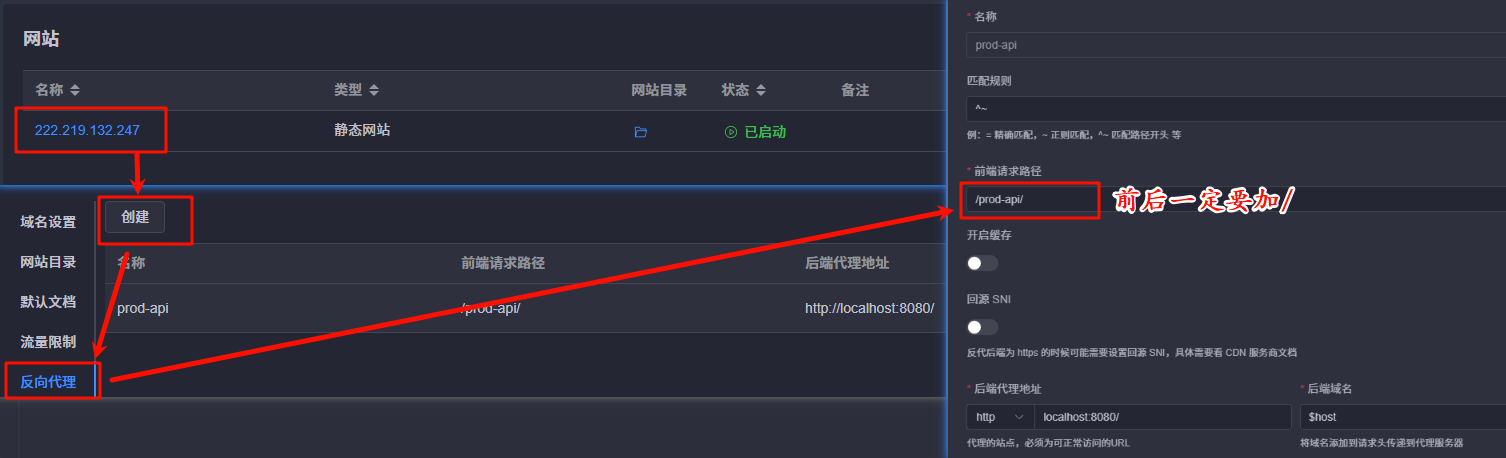 网站
名称 类型 网站目录 状态 备注
222.219.132.247 静态网站 已启动
域名设置
网站目录
默认文档
流量限制
反向代理
创建
名称 前端请求路径 后端代理地址
prod-api /prod-api/ http://localhost:8080/
* 名称
prod-api
匹配规则
^~
例：= 精确匹配，~ 正则匹配，^~ 匹配路径开头 等
* 前端请求路径
/prod-api/
前后一定要加/
开启缓存
回源 SNI
反代后端为 https 的时候可能需要设置回源 SNI，具体需要看 CDN 服务商文档
* 后端代理地址 * 后端域名
http localhost:8080/ $host
代理的站点，必须为可正常访问的URL 将域名添加到请求头传递到代理服务器